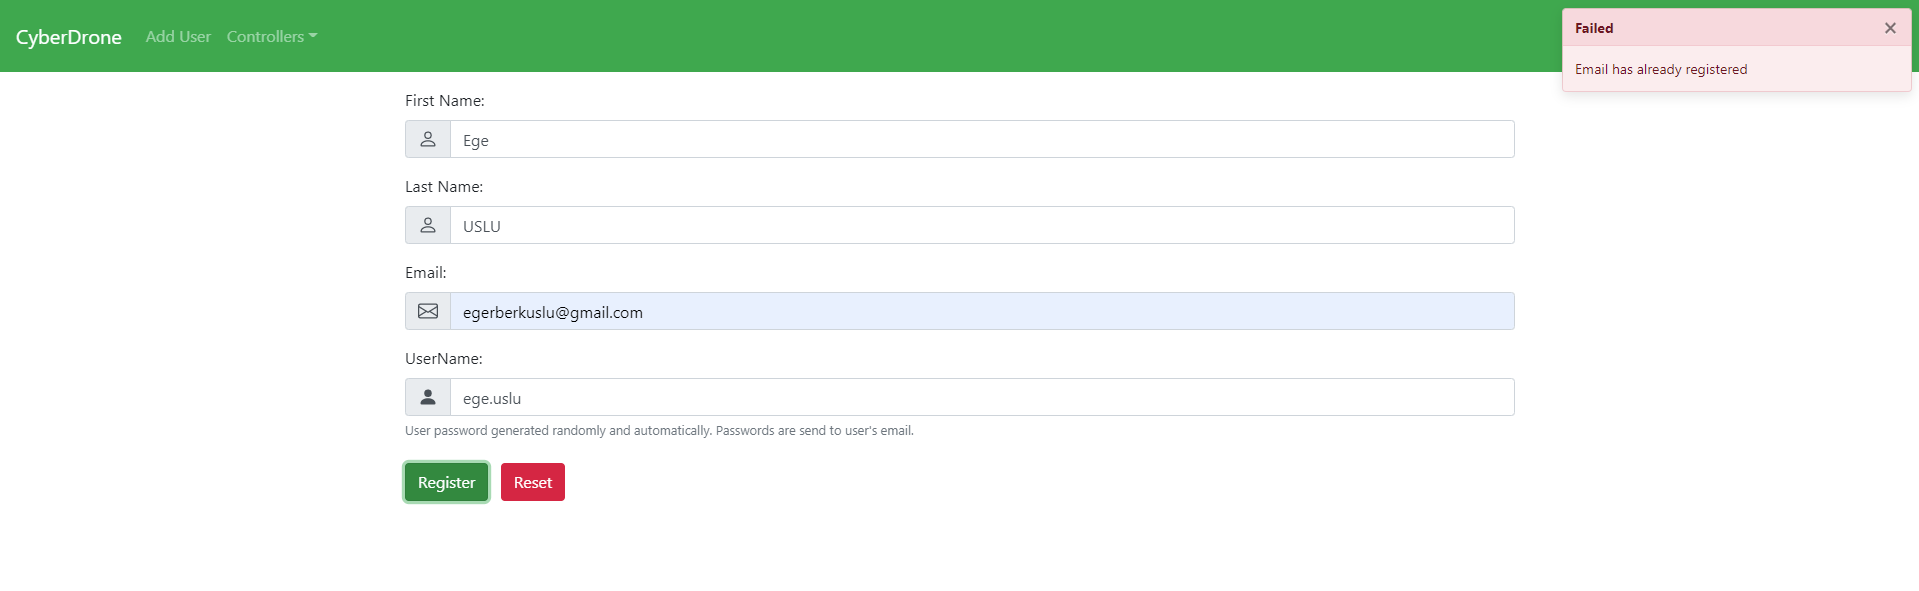 CyberDrone Add User Controllers
Failed
Email has already registered
First Name:
Ege
Last Name:
USLU
Email:
egerberkuslu@gmail.com
UserName:
ege.uslu
User password generated randomly and automatically. Passwords are send to user's email.
Register Reset